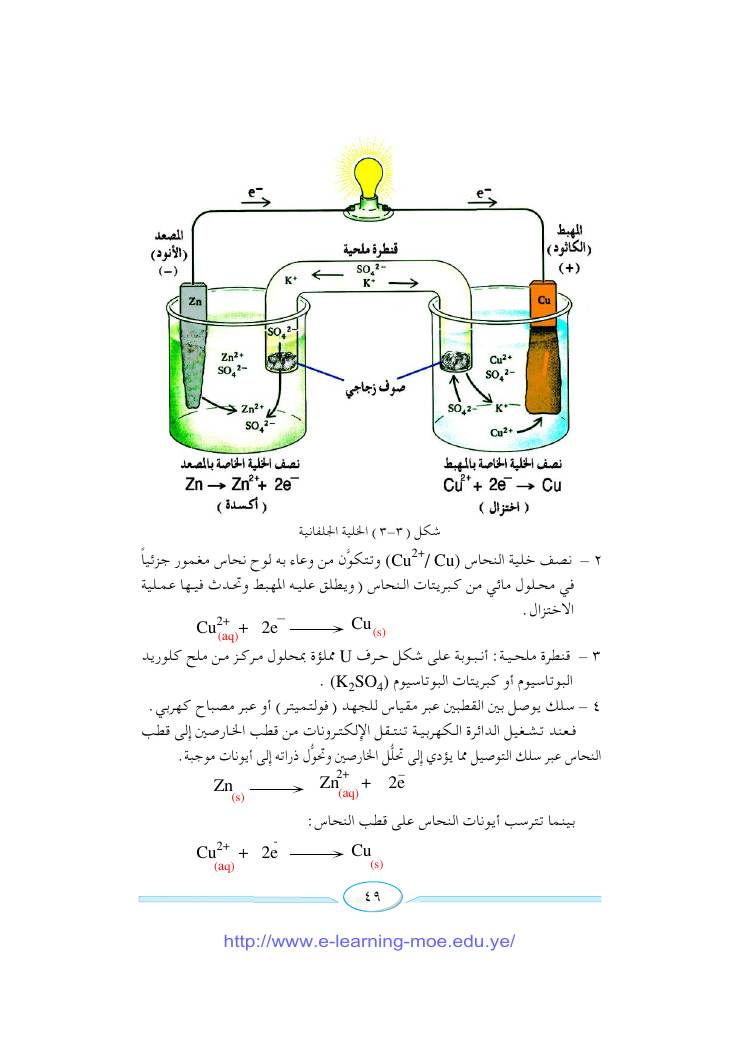 e⁻ e⁻
المصعد
(الأنود)
(−)
المهبط
(الكاثود)
(+)
قنطرة ملحية
SO₄²⁻
K⁺ K⁺
Zn Cu
SO₄²⁻
Zn²⁺
SO₄²⁻
Cu²⁺
SO₄²⁻
صوف زجاجي
Zn²⁺
SO₄²⁻
SO₄²⁻ K⁺
Cu²⁺
نصف الخلية الخاصة بالمصعد
Zn → Zn²⁺ + 2e⁻
(أكسدة)
نصف الخلية الخاصة بالمهبط
Cu²⁺ + 2e⁻ → Cu
(اختزال)
شكل (٣-٣) الخلية الجلفانية
٢ – نصف خلية النحاس (Cu²⁺/ Cu) وتتكوَّن من وعاء به لوح نحاس مغمور جزئياً
في محلول مائي من كبريتات النحاس (ويطلق عليه المهبط وتحدث فيها عملية
الاختزال.
Cu²⁺(aq) + 2e⁻ ⟶ Cu(s)
٣ – قنطرة ملحية: أنبوبة على شكل حرف U مملؤة بمحلول مركز من ملح كلوريد
البوتاسيوم أو كبريتات البوتاسيوم (K₂SO₄) .
٤ – سلك يوصل بين القطبين عبر مقياس للجهد (فولتميتر) أو عبر مصباح كهربي.
فعند تشغيل الدائرة الكهربية تنتقل الإلكترونات من قطب الخارصين إلى قطب
النحاس عبر سلك التوصيل مما يؤدي إلى تحلُّل الخارصين وتحوُّل ذراته إلى أيونات موجبة.
Zn(s) ⟶ Zn²⁺(aq) + 2e⁻
بينما تترسب أيونات النحاس على قطب النحاس:
Cu²⁺(aq) + 2e⁻ ⟶ Cu(s)
٤٩
http://www.e-learning-moe.edu.ye/